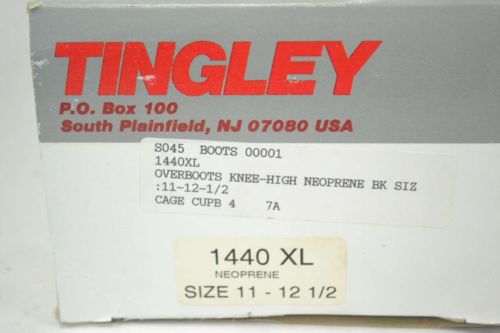 TINGLEY
P.O. Box 100
South Plainfield, NJ 07080 USA
S045 BOOTS 00001
1440XL
OVERBOOTS KNEE-HIGH NEOPRENE BK SIZ
:11-12-1/2
CAGE CUPB 4 7A
1440 XL
NEOPRENE
SIZE 11 - 12 1/2